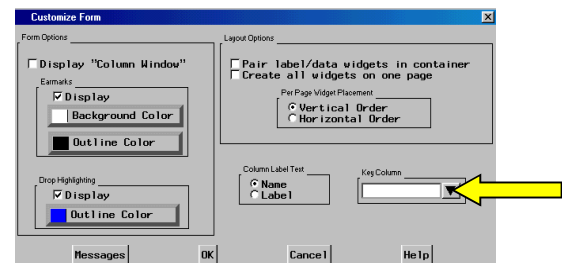 Customize Form
Form Options
Display "Column Window"
Earmarks
Display
Background Color
Outline Color
Drop Highlighting
Display
Outline Color
Layout Options
Pair label/data widgets in container
Create all widgets on one page
Per Page Widget Placement
Vertical Order
Horizontal Order
Column Label Text
Name
Label
Key Column
Messages
OK
Cancel
Help